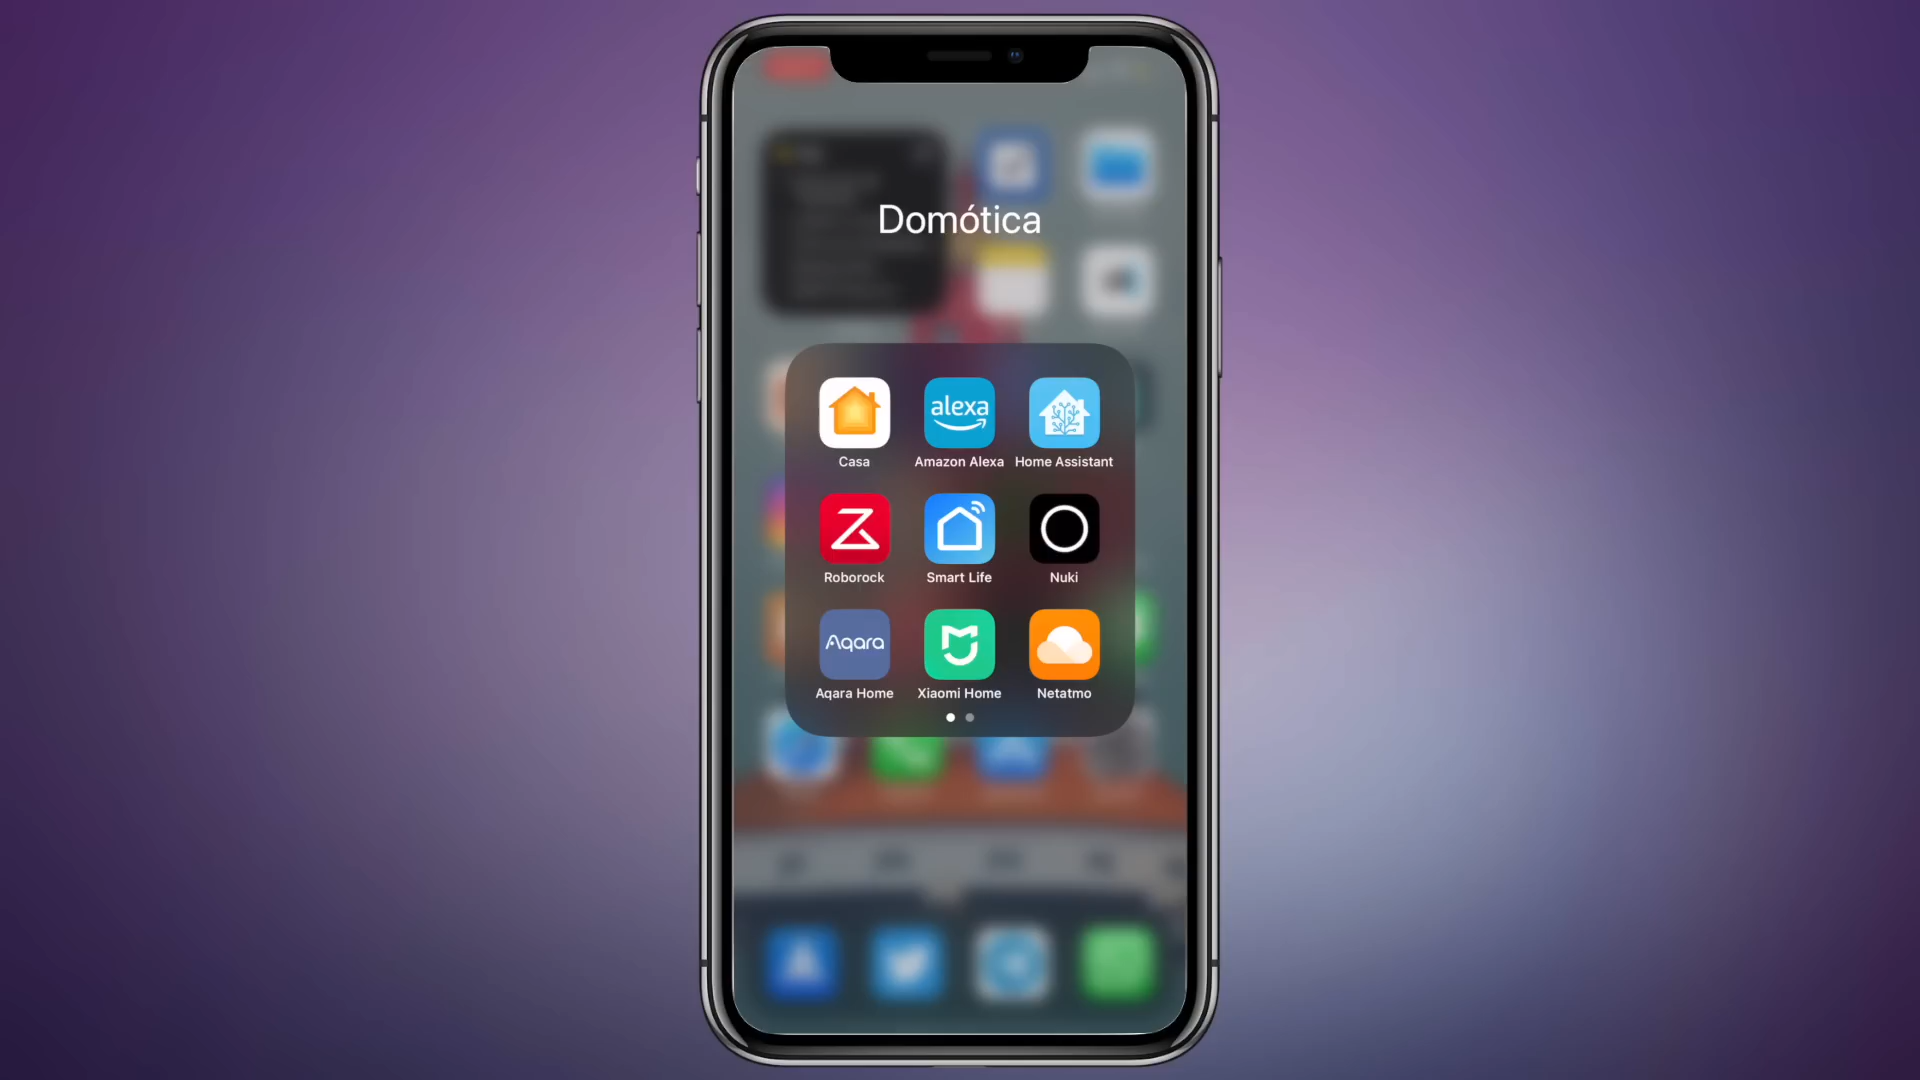 Domótica
alexa
Casa
Amazon Alexa
Home Assistant
Roborock
Smart Life
Nuki
Aqara
Aqara Home
Xiaomi Home
Netatmo